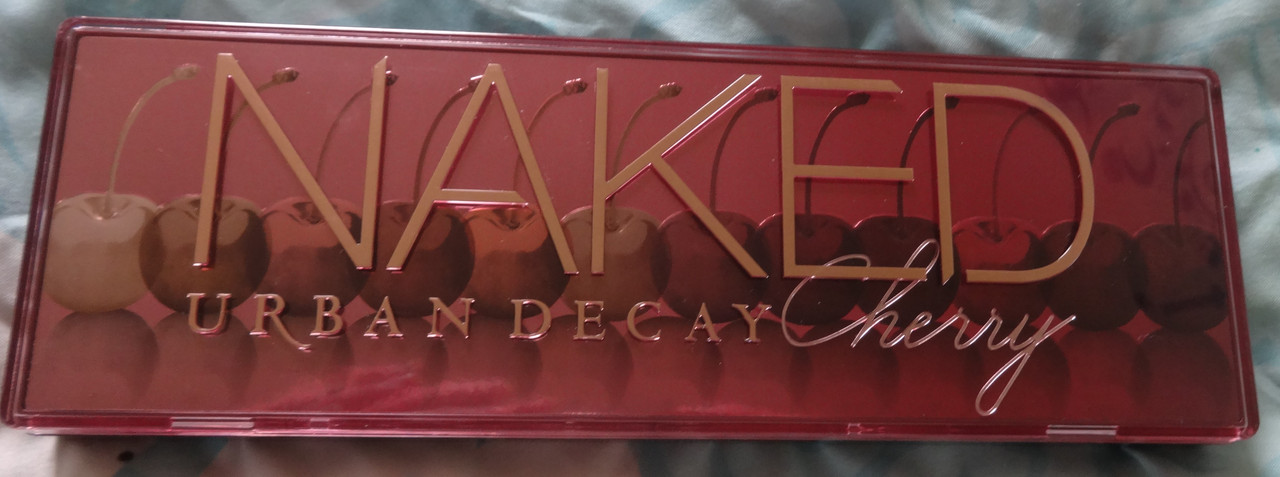 NAKED
URBAN DECAY Cherry